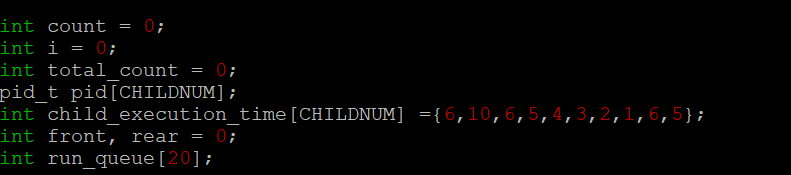 int count = 0;
int i = 0;
int total_count = 0;
pid_t pid[CHILDNUM];
int child_execution_time[CHILDNUM] ={6,10,6,5,4,3,2,1,6,5};
int front, rear = 0;
int run_queue[20];